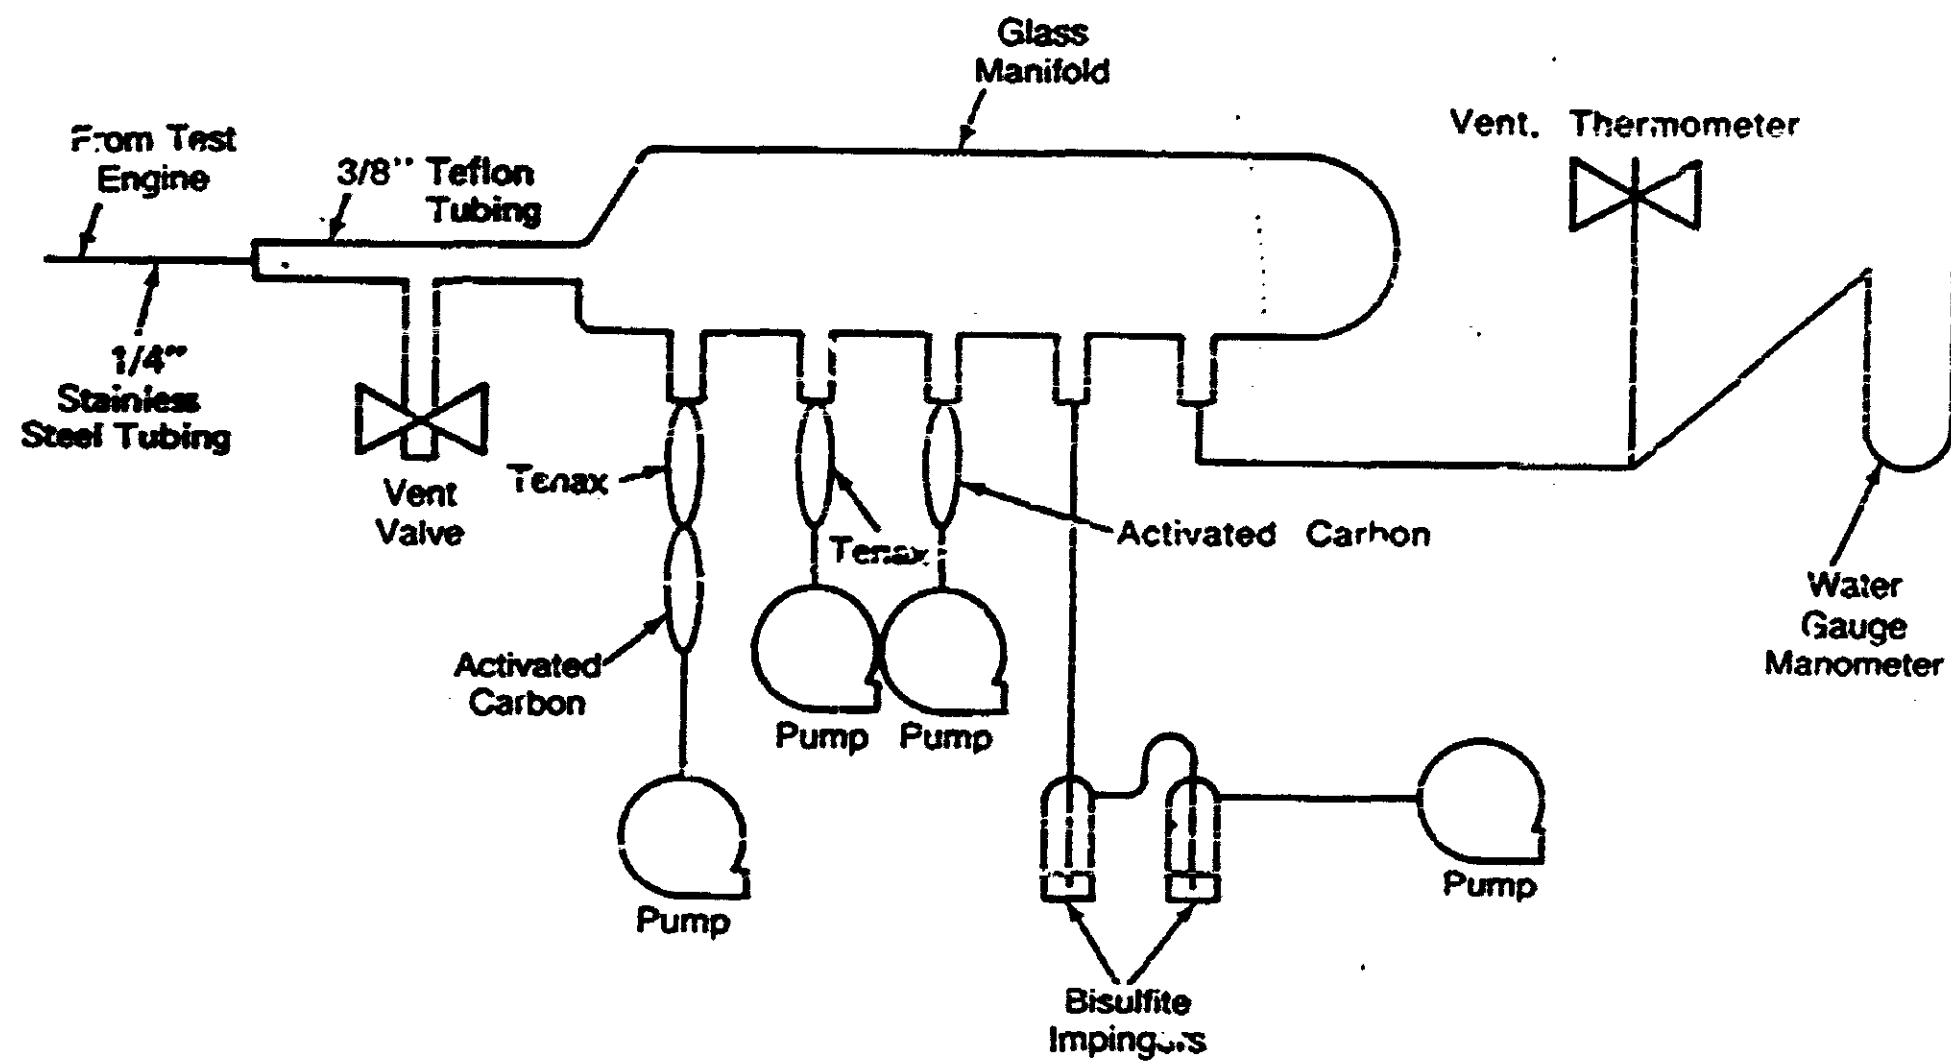 Glass
Manifold
From Test
Engine
3/8" Teflon
Tubing
Vent. Thermometer
1/4"
Stainless
Steel Tubing
Vent
Valve
Tenax
Tenax
Activated Carbon
Activated
Carbon
Water
Gauge
Manometer
Pump
Pump
Pump
Pump
Bisulfite
Impingers